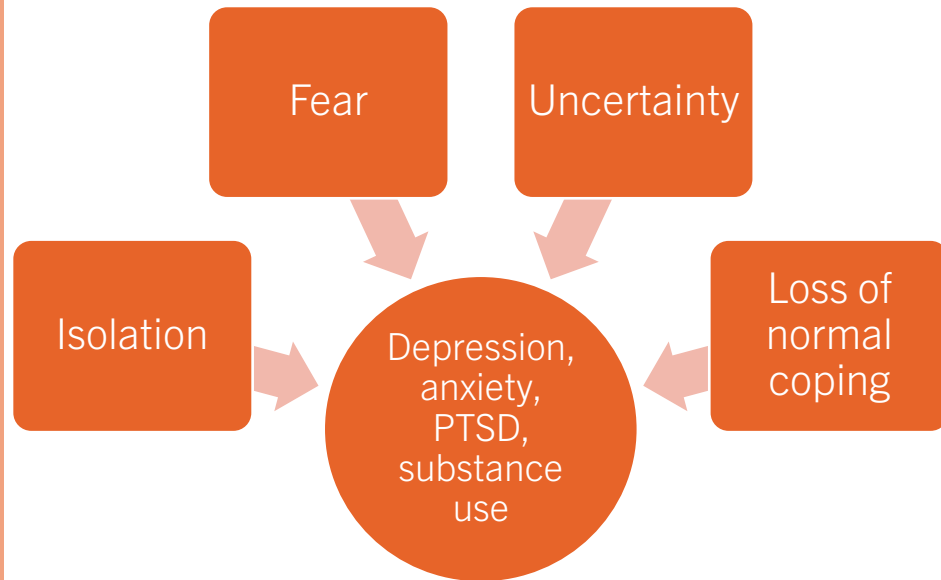 Fear
Uncertainty
Isolation
Loss of
normal
coping
Depression,
anxiety,
PTSD,
substance
use